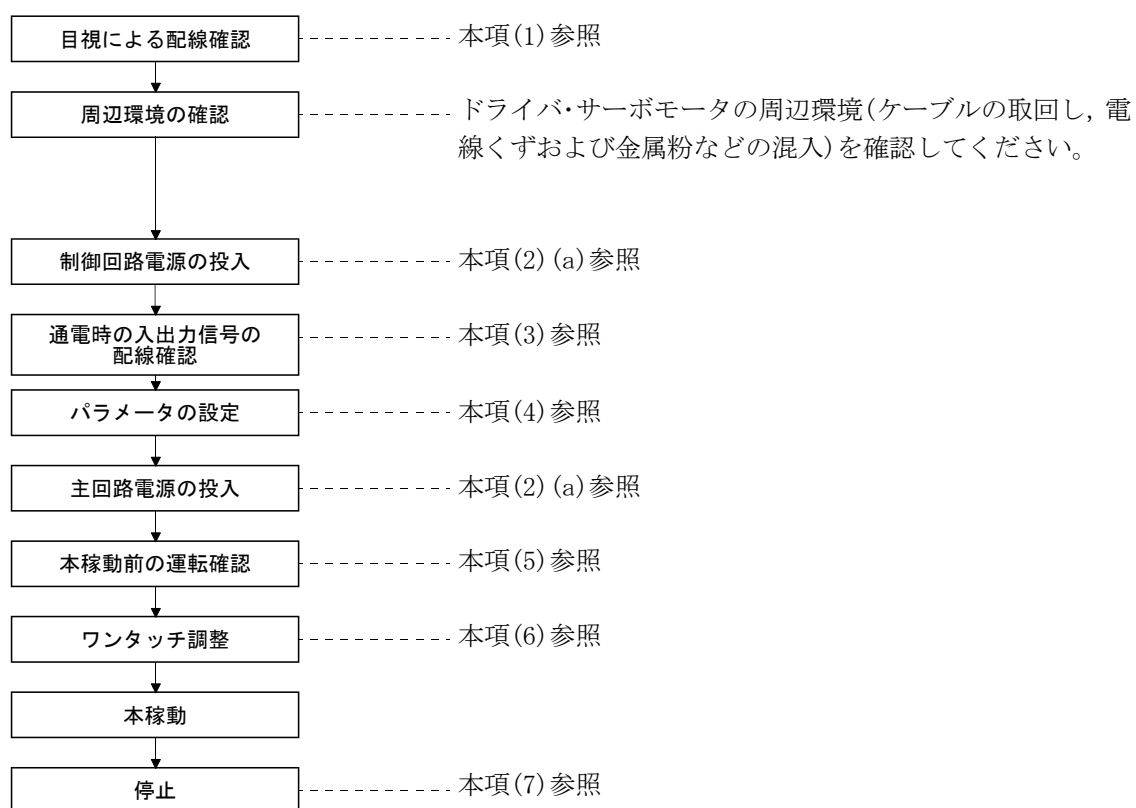 目視による配線確認
本項(1)参照
周辺環境の確認
ドライバ・サーボモータの周辺環境(ケーブルの取回し, 電
線くずおよび金属粉などの混入)を確認してください。
制御回路電源の投入
本項(2)(a)参照
通電時の入出力信号の
配線確認
本項(3)参照
パラメータの設定
本項(4)参照
主回路電源の投入
本項(2)(a)参照
本稼動前の運転確認
本項(5)参照
ワンタッチ調整
本項(6)参照
本稼動
停止
本項(7)参照